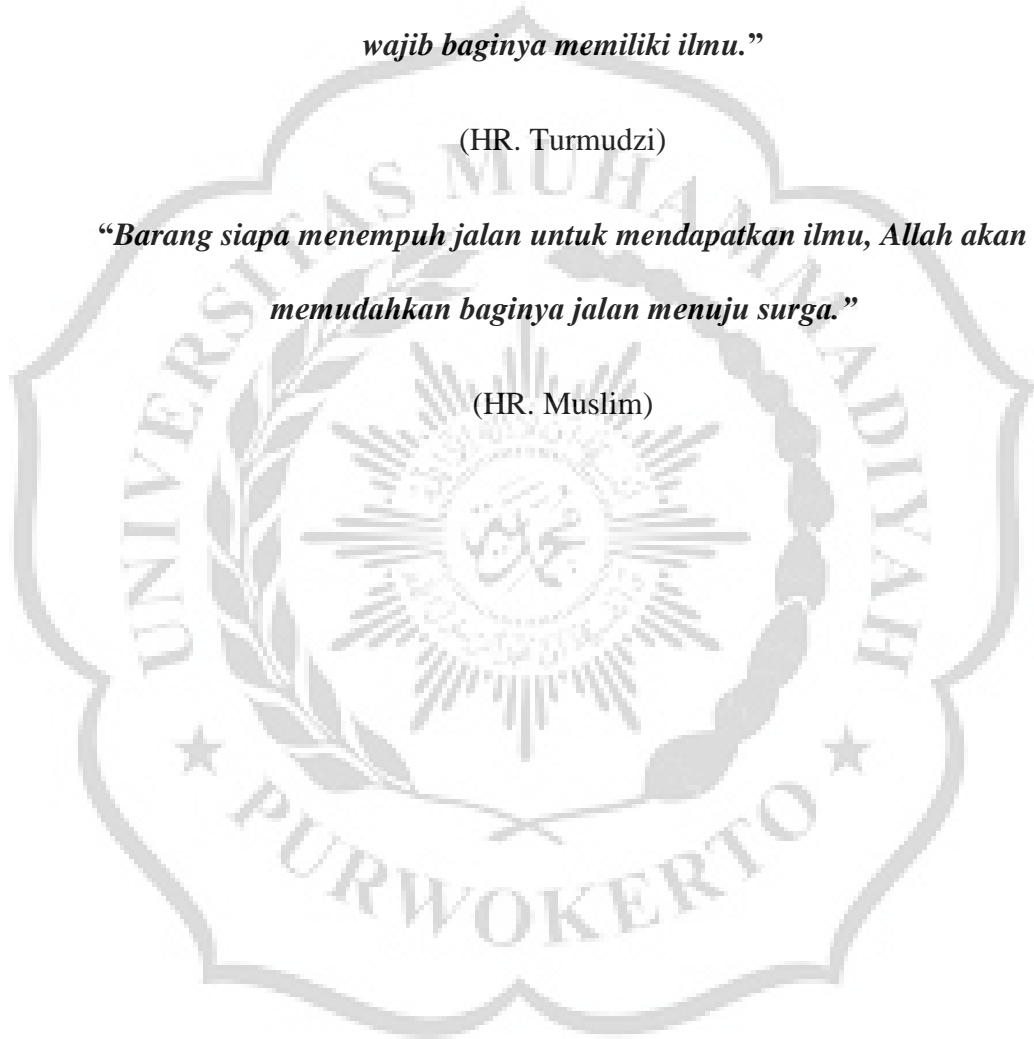 wajib baginya memiliki ilmu.”
(HR. Turmudzi)
“Barang siapa menempuh jalan untuk mendapatkan ilmu, Allah akan
memudahkan baginya jalan menuju surga.”
(HR. Muslim)
UNIVERSITAS MUHAMMADIYAH
PURWOKERTO